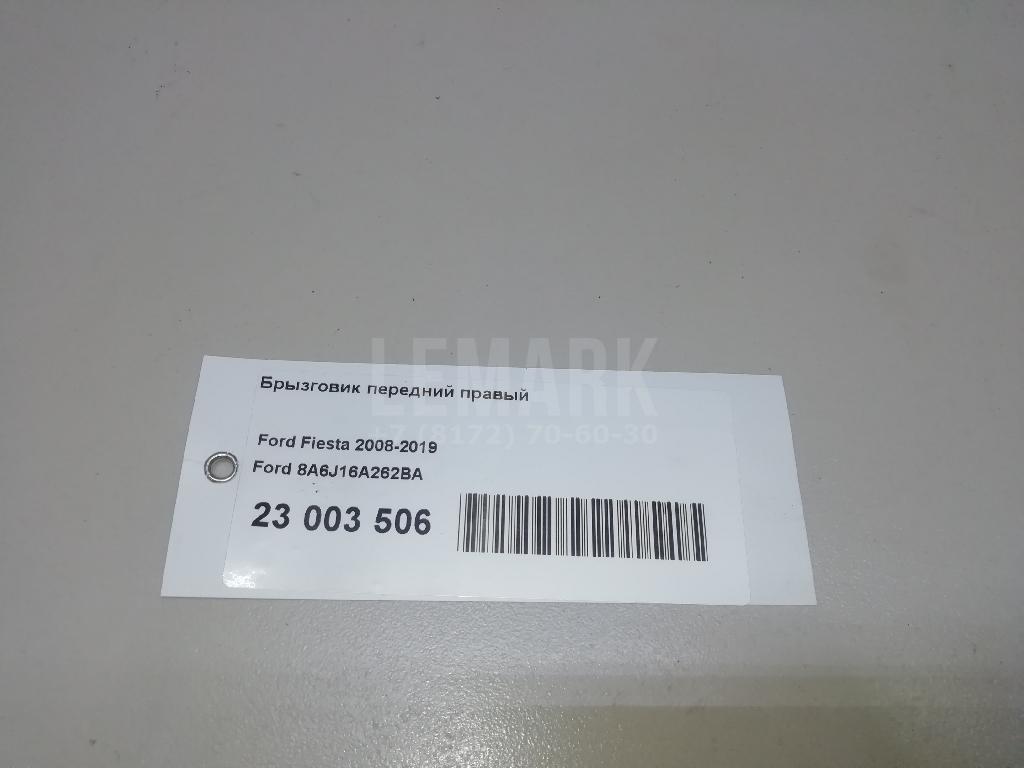 LEMARK
Брызговик передний правый
+7 (8172) 70-60-30
Ford Fiesta 2008-2019
Ford 8A6J16A262BA
23 003 506